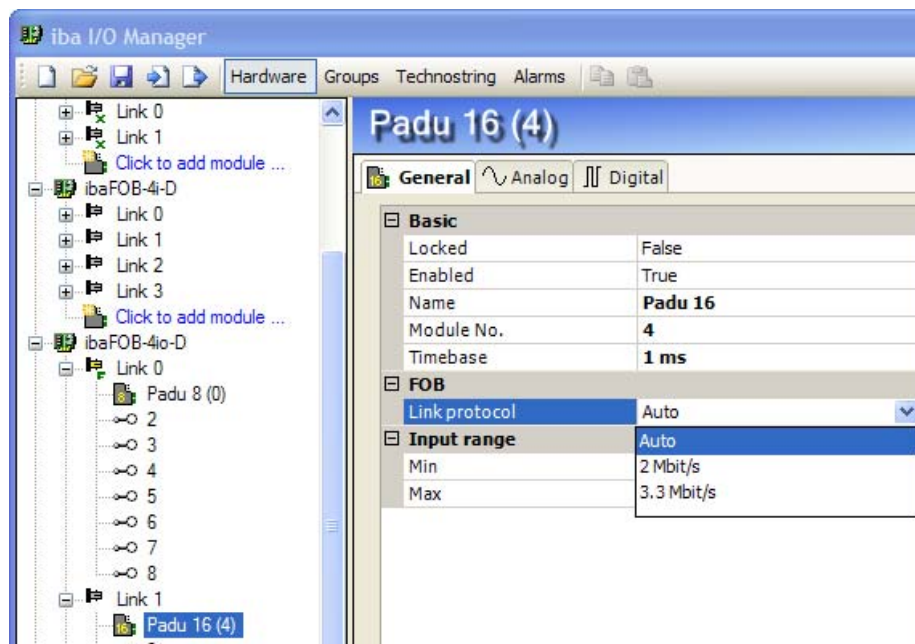 iba I/O Manager
Hardware Groups Technostring Alarms
Link 0
Link 1
Click to add module ...
ibaFOB-4i-D
Link 0
Link 1
Link 2
Link 3
Click to add module ...
ibaFOB-4io-D
Link 0
Padu 8 (0)
2
3
4
5
6
7
8
Link 1
Padu 16 (4)
Padu 16 (4)
General Analog Digital
Basic
Locked False
Enabled True
Name Padu 16
Module No. 4
Timebase 1 ms
FOB
Link protocol Auto
Input range Auto
Min 2 Mbit/s
Max 3.3 Mbit/s